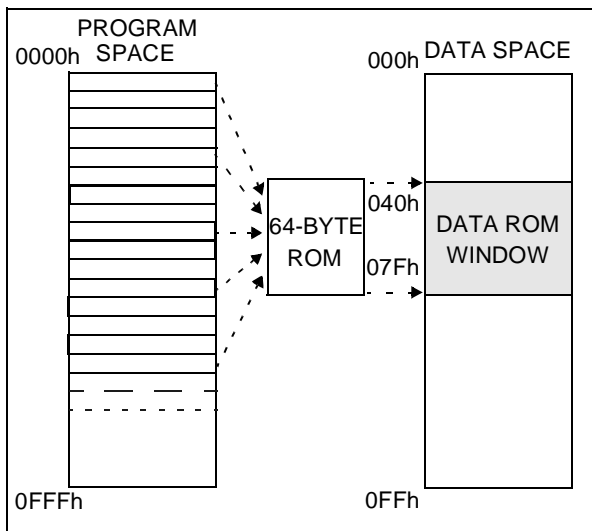 PROGRAM
SPACE
0000h
000h
DATA SPACE
64-BYTE
ROM
040h
07Fh
DATA ROM
WINDOW
0FFFh
0FFh